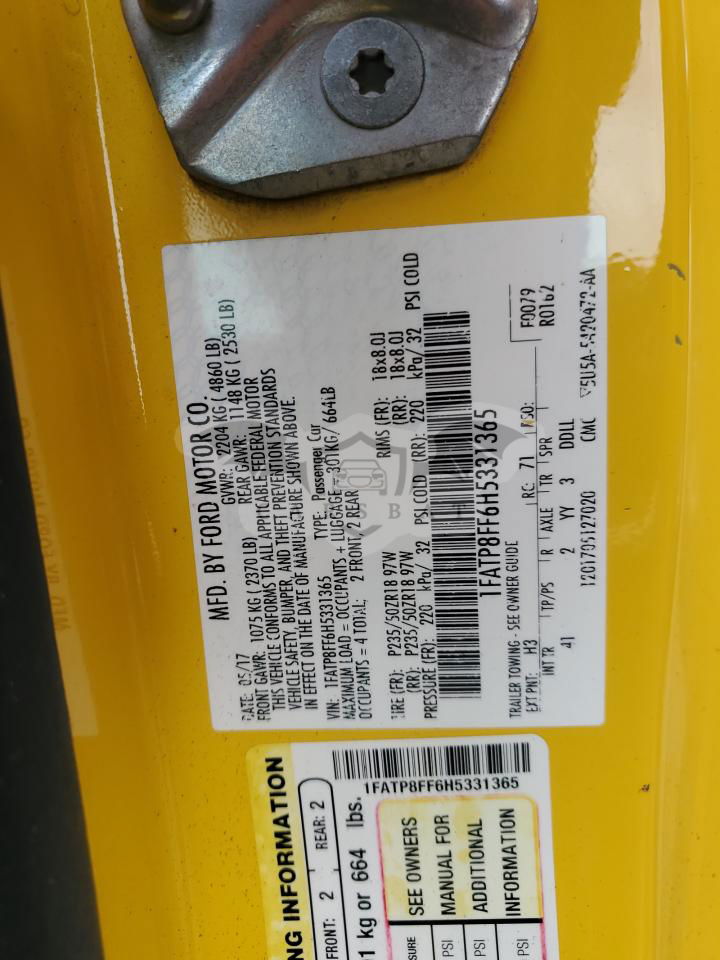 MFD. BY FORD MOTOR CO.
DATE: 05/17 GVWR: 2204 KG ( 4860 LB)
FRONT GAWR: 1075 KG ( 2370 LB) REAR GAWR: 1148 KG ( 2530 LB)
THIS VEHICLE CONFORMS TO ALL APPLICABLE FEDERAL MOTOR
VEHICLE SAFETY, BUMPER, AND THEFT PREVENTION STANDARDS
IN EFFECT ON THE DATE OF MANUFACTURE SHOWN ABOVE.
VIN: 1FATP8FF6H5331365 TYPE: Passenger Car
MAXIMUM LOAD = OCCUPANTS + LUGGAGE = 301KG/ 664LB
OCCUPANTS = 4 TOTAL; 2 FRONT; 2 REAR
TIRE (FR): P235/50ZR18 97W RIMS (FR): 18x8.0J
(RR): P235/50ZR18 97W (RR): 18x8.0J
PRESSURE (FR): 220 kPa/ 32 PSI COLD (RR): 220 kPa/ 32 PSI COLD
1FATP8FF6H5331365
TRAILER TOWING - SEE OWNER GUIDE F0079
EXT PNT: H3 RC: 71 DSO: R0162
INT TR TP/PS R AXLE TR SPR
41 2 YY 3 DDLL
1201705127020 CMC 5U5A-5420472-AA
1FATP8FF6H5331365
NG INFORMATION
FRONT: 2 REAR: 2
1 kg or 664 lbs.
SEE OWNERS
MANUAL FOR
ADDITIONAL
INFORMATION
SURE
PSI
PSI
PSI
S B T